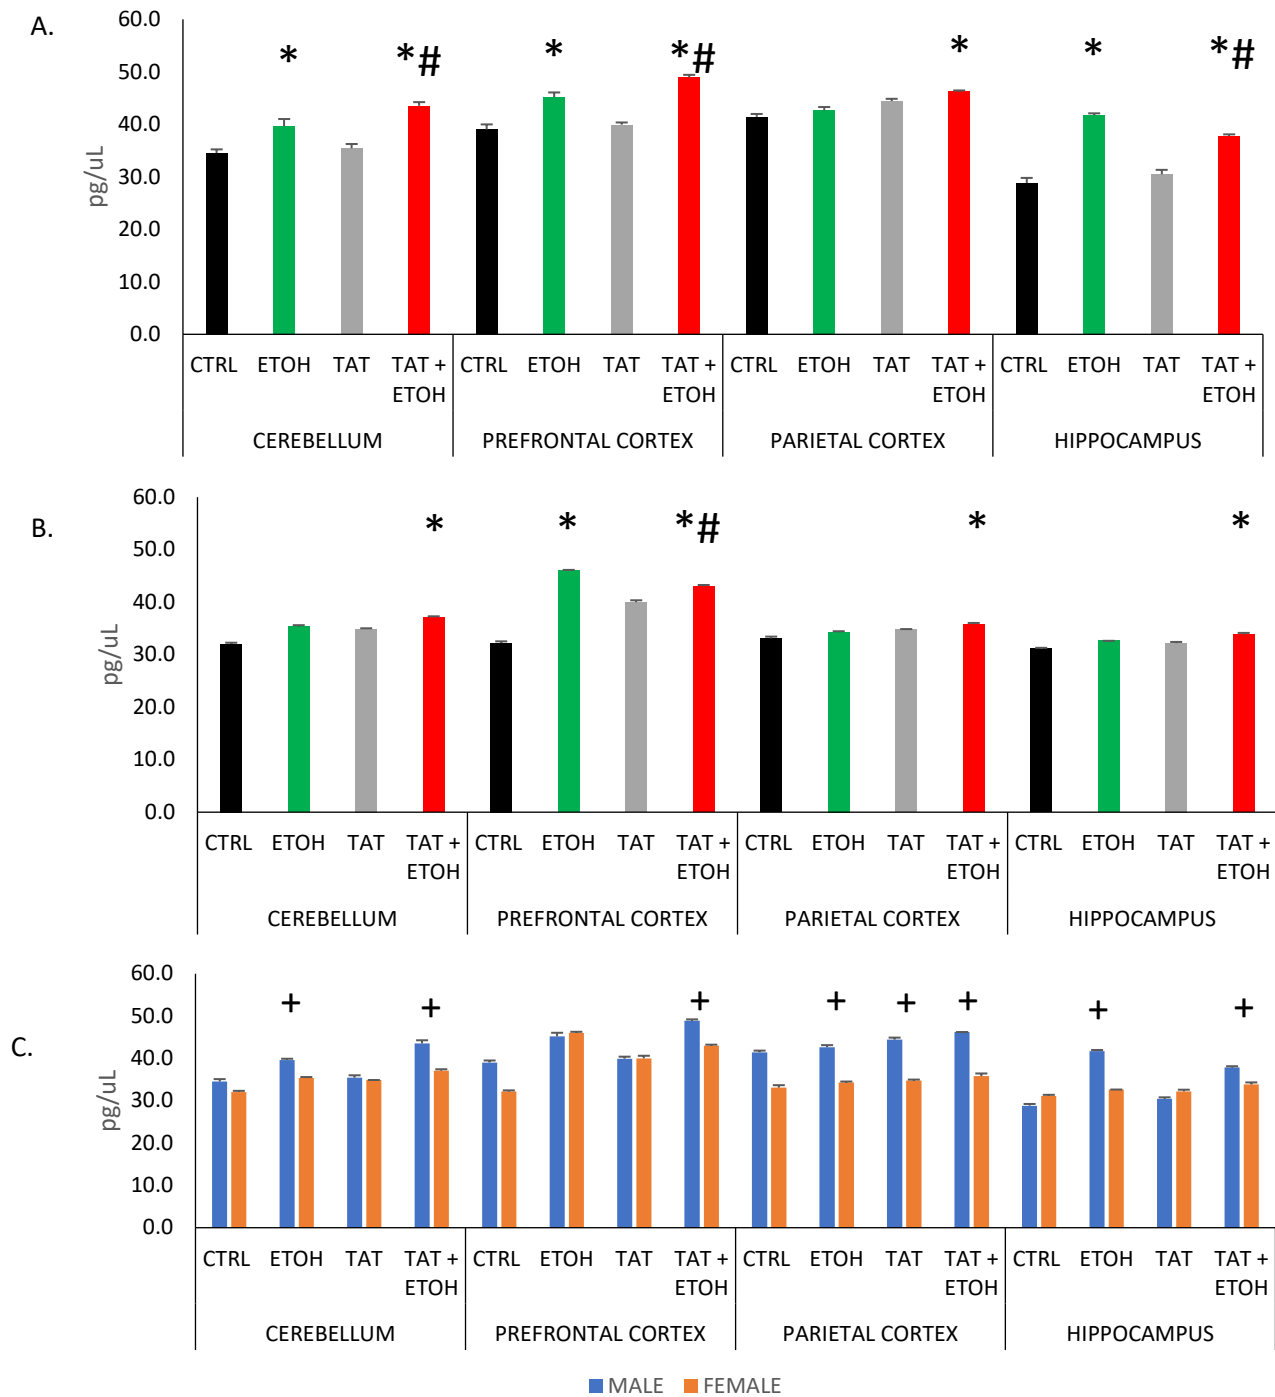 A.
60.0
50.0
40.0
30.0
20.0
10.0
0.0
pg/uL
* *# * *# * * *#
CTRL ETOH TAT TAT + ETOH CTRL ETOH TAT TAT + ETOH CTRL ETOH TAT TAT + ETOH CTRL ETOH TAT TAT + ETOH
CEREBELLUM PREFRONTAL CORTEX PARIETAL CORTEX HIPPOCAMPUS
B.
60.0
50.0
40.0
30.0
20.0
10.0
0.0
pg/uL
* * *# * *
CTRL ETOH TAT TAT + ETOH CTRL ETOH TAT TAT + ETOH CTRL ETOH TAT TAT + ETOH CTRL ETOH TAT TAT + ETOH
CEREBELLUM PREFRONTAL CORTEX PARIETAL CORTEX HIPPOCAMPUS
C.
60.0
50.0
40.0
30.0
20.0
10.0
0.0
pg/uL
+ + + + + + + +
CTRL ETOH TAT TAT + ETOH CTRL ETOH TAT TAT + ETOH CTRL ETOH TAT TAT + ETOH CTRL ETOH TAT TAT + ETOH
CEREBELLUM PREFRONTAL CORTEX PARIETAL CORTEX HIPPOCAMPUS
MALE FEMALE